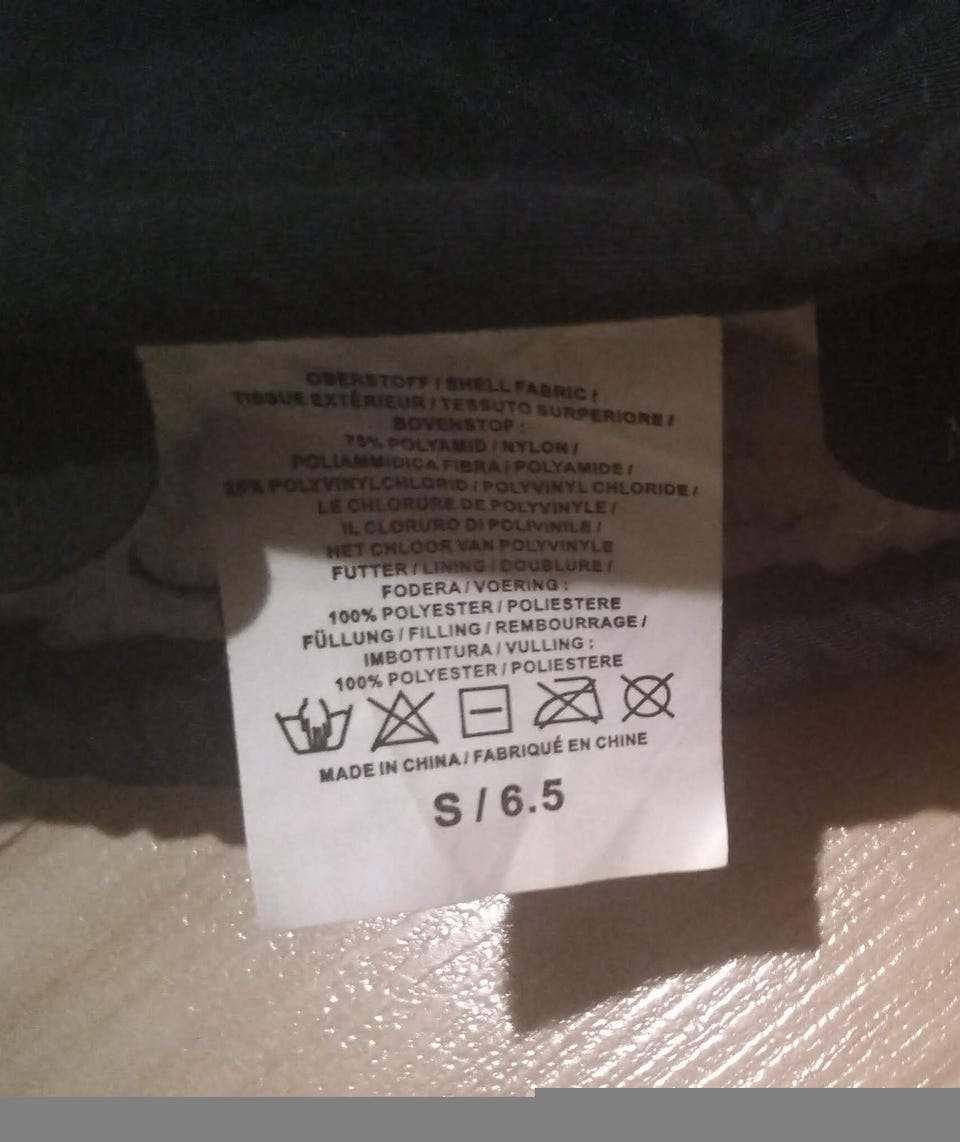 OBERSTOFF / SHELL FABRIC /
TISSUE EXTÉRIEUR / TESSUTO SURPERIORE /
BOVENSTOP :
75% POLYAMID / NYLON /
POLIAMMIDICA FIBRA / POLYAMIDE /
25% POLYVINYLCHLORID / POLYVINYL CHLORIDE /
LE CHLORURE DE POLYVINYLE /
IL CLORURO DI POLIVINILE /
HET CHLOOR VAN POLYVINYLE
FUTTER / LINING / DOUBLURE /
FODERA / VOERING :
100% POLYESTER / POLIESTERE
FÜLLUNG / FILLING / REMBOURRAGE /
IMBOTTITURA / VULLING :
100% POLYESTER / POLIESTERE
MADE IN CHINA / FABRIQUÉ EN CHINE
S / 6.5